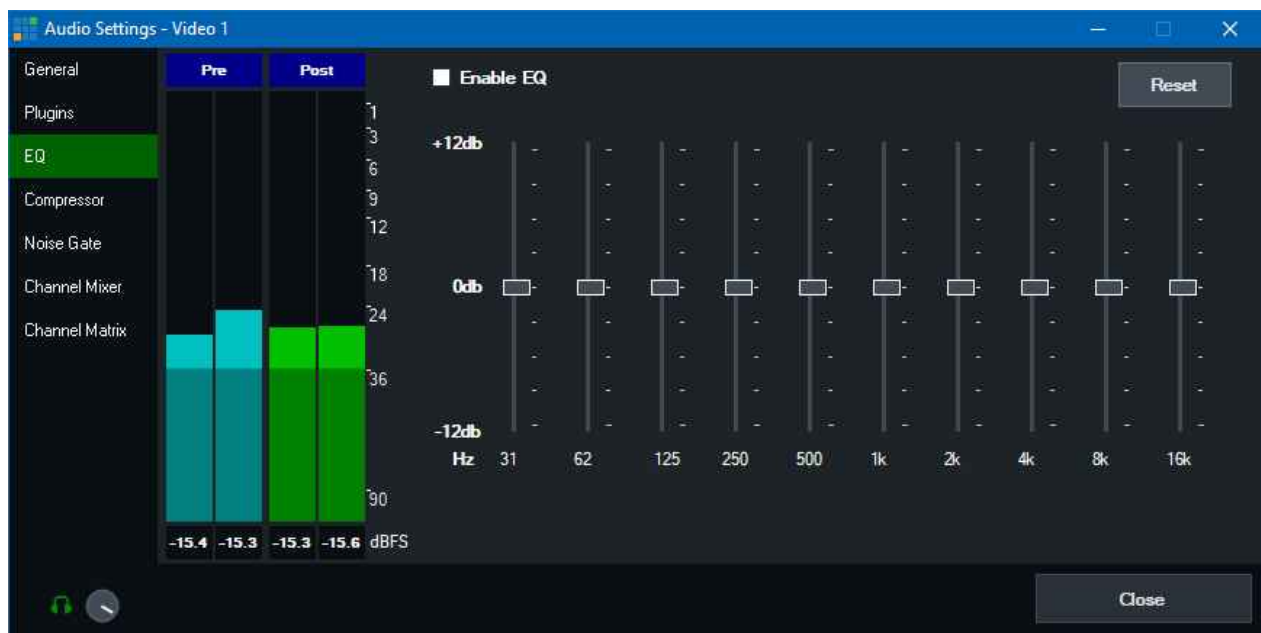 Audio Settings - Video 1
General
Plugins
EQ
Compressor
Noise Gate
Channel Mixer
Channel Matrix
Pre Post
1
3
6
9
12
18
24
36
90
-15.4 -15.3 -15.3 -15.6 dBFS
Enable EQ
Reset
+12db
0db
-12db
Hz 31 62 125 250 500 1k 2k 4k 8k 16k
Close